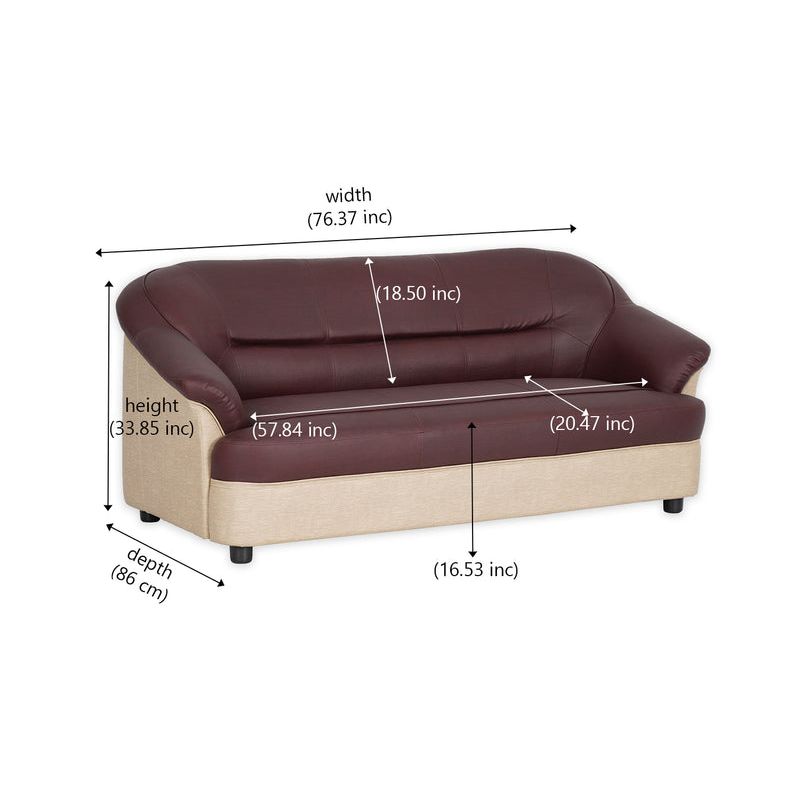 width
(76.37 inc)
(18.50 inc)
height
(33.85 inc)
(57.84 inc)
(20.47 inc)
depth
(86 cm)
(16.53 inc)